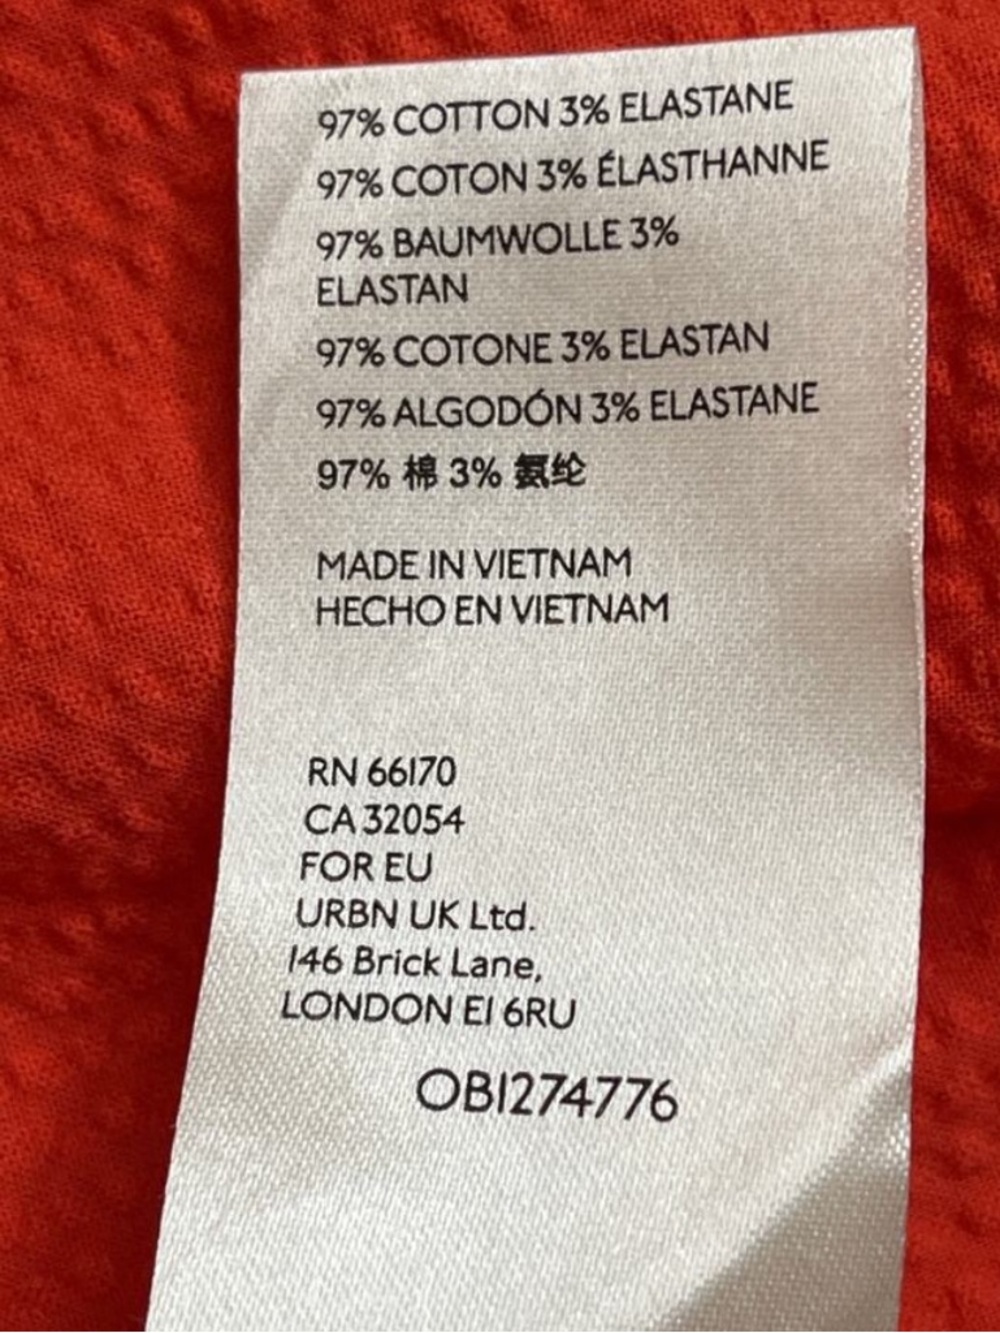 97% COTTON 3% ELASTANE
97% COTON 3% ÉLASTHANNE
97% BAUMWOLLE 3%
ELASTAN
97% COTONE 3% ELASTAN
97% ALGODÓN 3% ELASTANE
97% 棉 3% 氨纶
MADE IN VIETNAM
HECHO EN VIETNAM
RN 66170
CA 32054
FOR EU
URBN UK Ltd.
146 Brick Lane,
LONDON E1 6RU
OB1274776